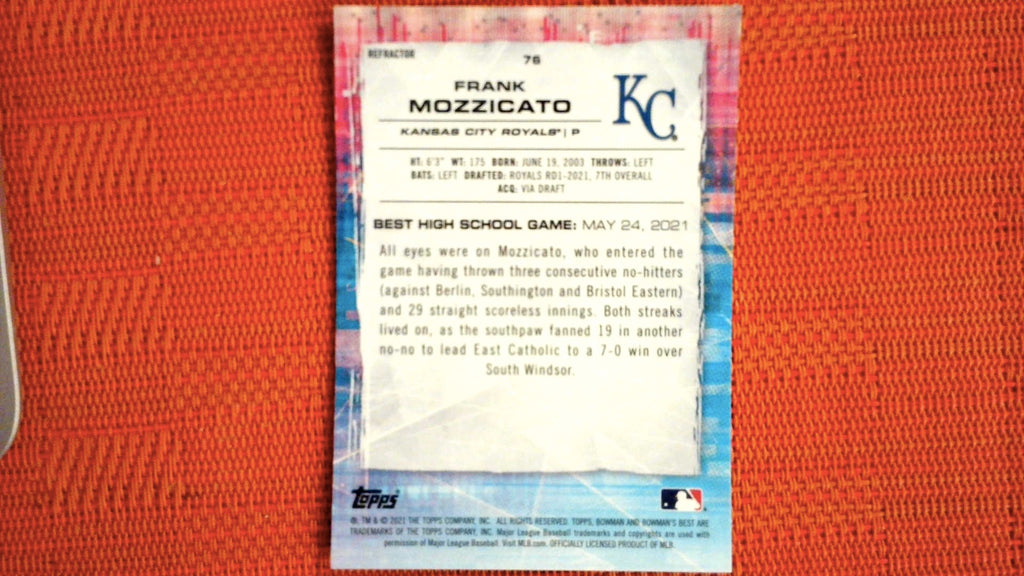 REFRACTOR
76
FRANK
MOZZICATO
KC
KANSAS CITY ROYALS® | P
HT: 6'3" WT: 175 BORN: JUNE 19, 2003 THROWS: LEFT
BATS: LEFT DRAFTED: ROYALS RD1-2021, 7TH OVERALL
ACQ: VIA DRAFT
BEST HIGH SCHOOL GAME: MAY 24, 2021
All eyes were on Mozzicato, who entered the
game having thrown three consecutive no-hitters
(against Berlin, Southington and Bristol Eastern)
and 29 straight scoreless innings. Both streaks
lived on, as the southpaw fanned 19 in another
no-no to lead East Catholic to a 7-0 win over
South Windsor.
Topps
®, TM & © 2021 THE TOPPS COMPANY, INC. ALL RIGHTS RESERVED. TOPPS, BOWMAN AND BOWMAN'S BEST ARE
TRADEMARKS OF THE TOPPS COMPANY, INC. Major League Baseball trademarks and copyrights are used with
permission of Major League Baseball. Visit MLB.com. OFFICIALLY LICENSED PRODUCT OF MLB.